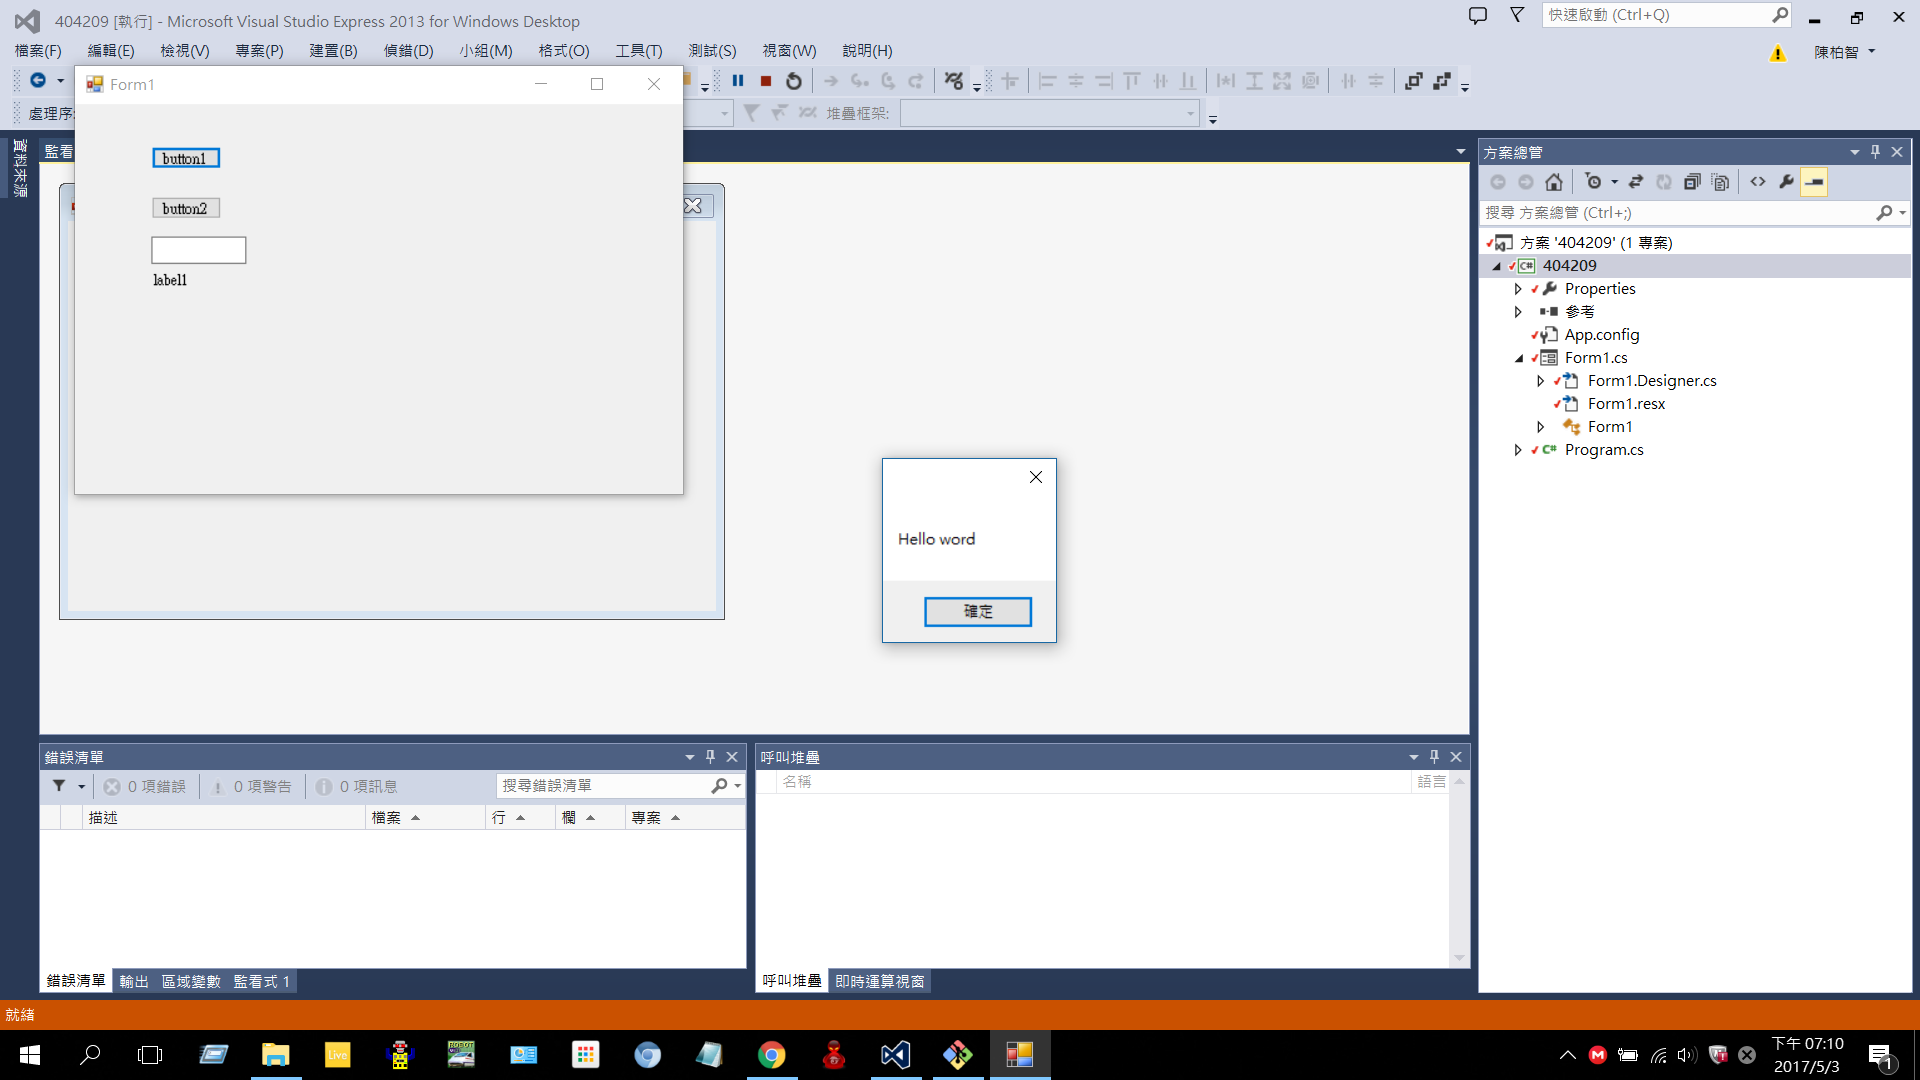 404209 [執行] - Microsoft Visual Studio Express 2013 for Windows Desktop
快速啟動 (Ctrl+Q)
檔案(F) 編輯(E) 檢視(V) 專案(P) 建置(B) 偵錯(D) 小組(M) 格式(O) 工具(T) 測試(S) 視窗(W) 說明(H)
陳柏智
處理序:
堆疊框架:
Form1
button1
button2
label1
資料來源
監看
Hello word
確定
方案總管
搜尋 方案總管 (Ctrl+;)
方案 '404209' (1 專案)
C# 404209
Properties
參考
App.config
Form1.cs
Form1.Designer.cs
Form1.resx
Form1
C# Program.cs
錯誤清單
0 項錯誤 0 項警告 0 項訊息
搜尋錯誤清單
描述 檔案 行 欄 專案
錯誤清單 輸出 區域變數 監看式 1
呼叫堆疊
名稱 語言
呼叫堆疊 即時運算視窗
就緒
Live
下午 07:10
2017/5/3
1